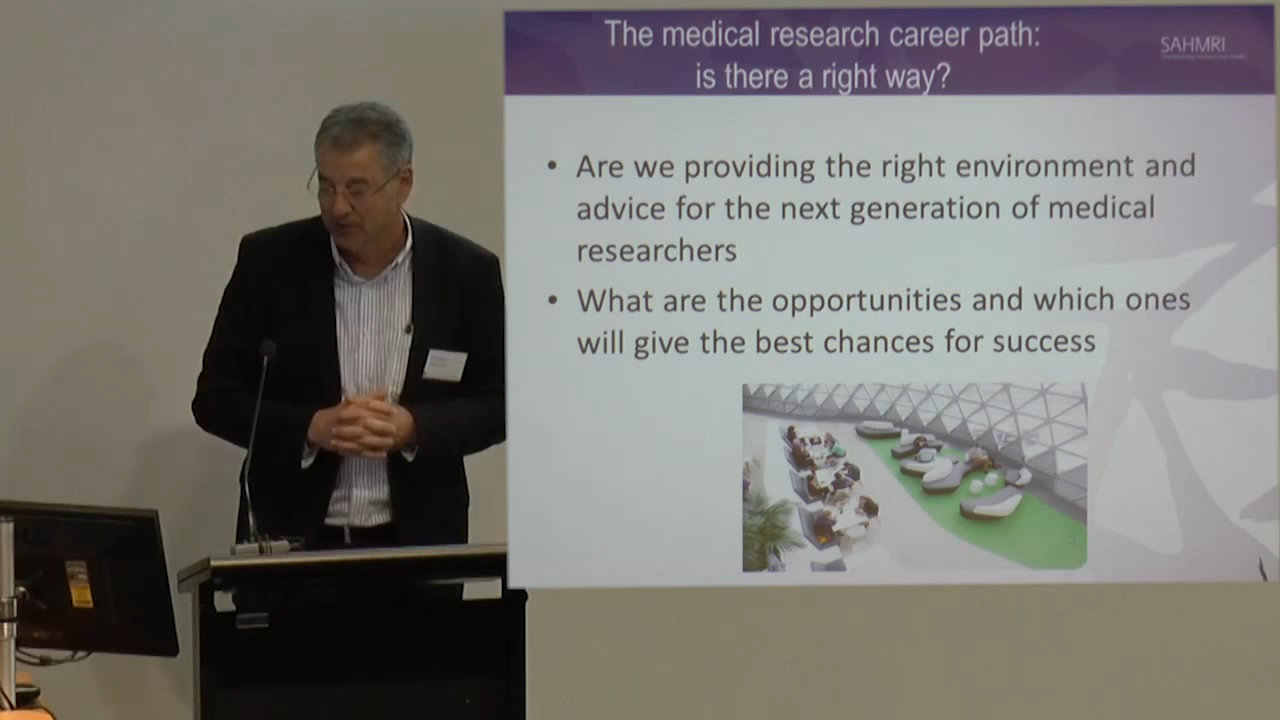 The medical research career path:
is there a right way?
SAHMRI
• Are we providing the right environment and
advice for the next generation of medical
researchers
• What are the opportunities and which ones
will give the best chances for success